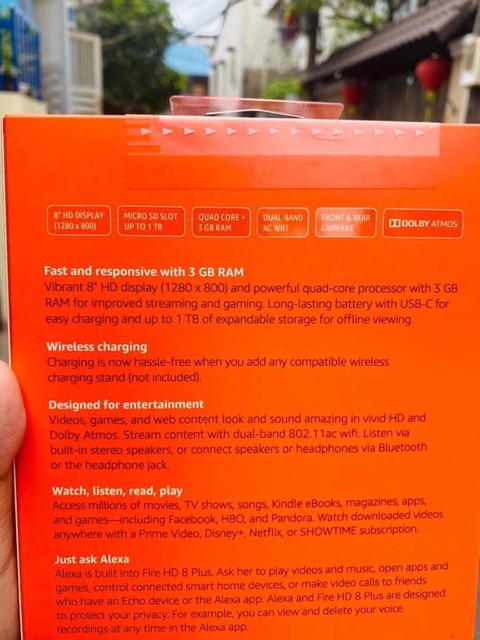 8" HD DISPLAY
(1280 x 800)
MICRO SD SLOT
UP TO 1 TB
QUAD CORE +
3 GB RAM
DUAL-BAND
AC WIFI
FRONT & REAR
CAMERAS
DOLBY ATMOS
Fast and responsive with 3 GB RAM
Vibrant 8" HD display (1280 x 800) and powerful quad-core processor with 3 GB
RAM for improved streaming and gaming. Long-lasting battery with USB-C for
easy charging and up to 1 TB of expandable storage for offline viewing.
Wireless charging
Charging is now hassle-free when you add any compatible wireless
charging stand (not included).
Designed for entertainment
Videos, games, and web content look and sound amazing in vivid HD and
Dolby Atmos. Stream content with dual-band 802.11ac wifi. Listen via
built-in stereo speakers, or connect speakers or headphones via Bluetooth
or the headphone jack.
Watch, listen, read, play
Access millions of movies, TV shows, songs, Kindle eBooks, magazines, apps,
and games—including Facebook, HBO, and Pandora. Watch downloaded videos
anywhere with a Prime Video, Disney+, Netflix, or SHOWTIME subscription.
Just ask Alexa
Alexa is built into Fire HD 8 Plus. Ask her to play videos and music, open apps and
games, control connected smart home devices, or make video calls to friends
who have an Echo device or the Alexa app. Alexa and Fire HD 8 Plus are designed
to protect your privacy. For example, you can view and delete your voice
recordings at any time in the Alexa app.